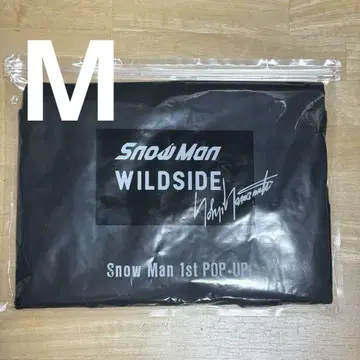 M
Snow Man
WILDSIDE
Yohji Yamamoto
Snow Man 1st POP-UP